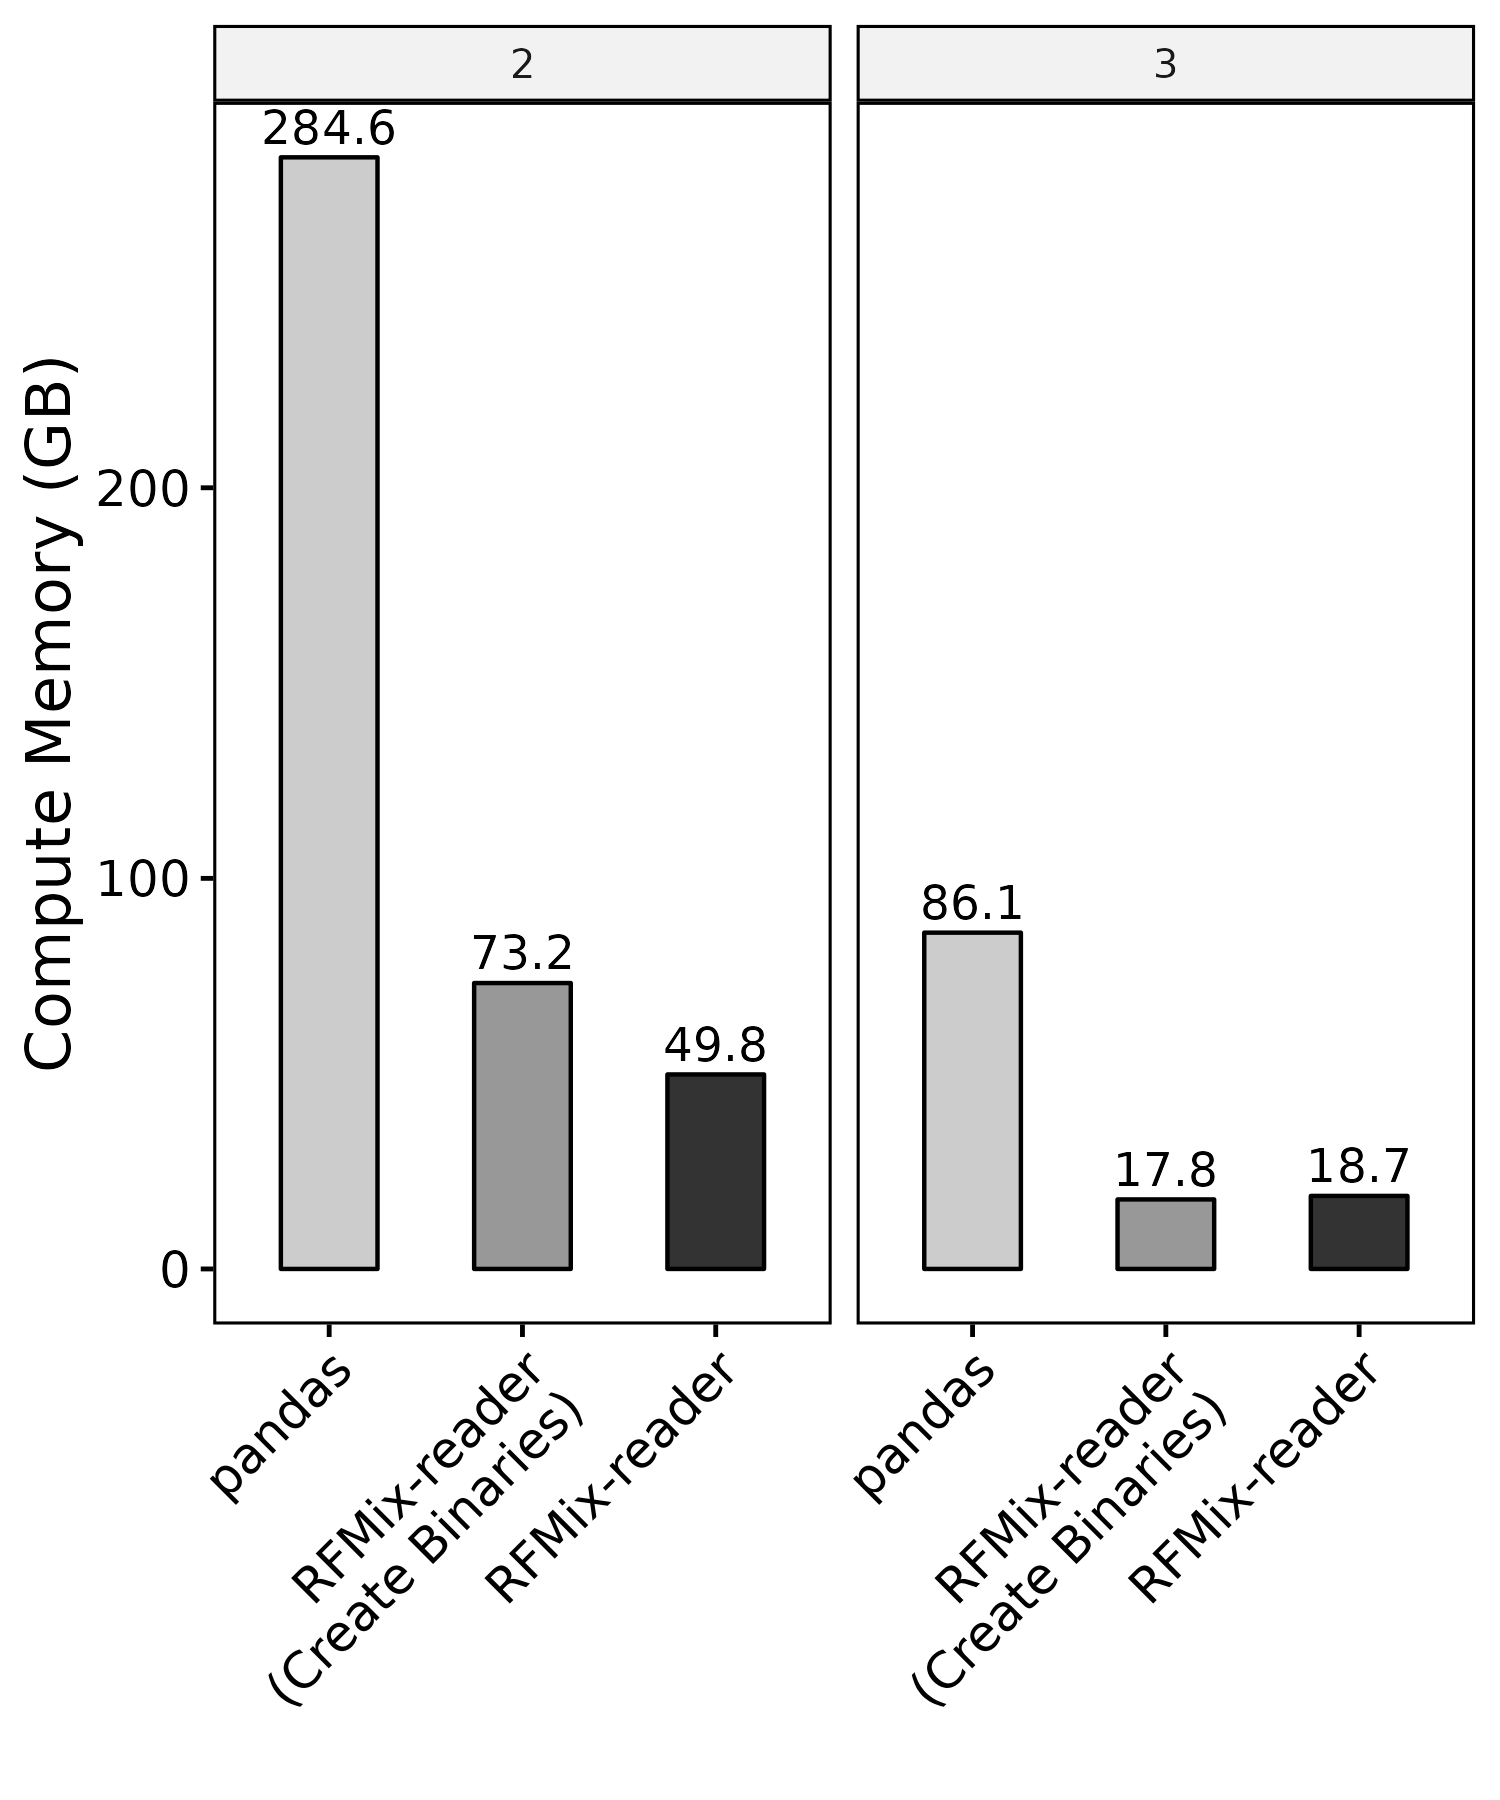 2
3
284.6
73.2
49.8
86.1
17.8
18.7
Compute Memory (GB)
200
100
0
pandas
RFMix-reader
(Create Binaries)
RFMix-reader
pandas
RFMix-reader
(Create Binaries)
RFMix-reader